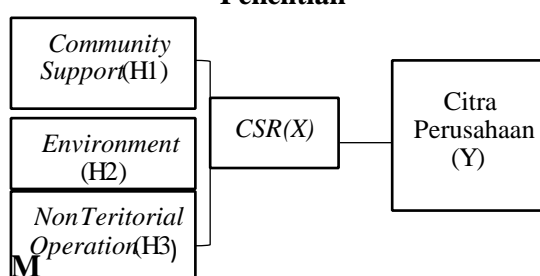 Penelitian
Community
Support(H1)
Environment
(H2)
NonTeritorial
Operation(H3)
M
CSR(X)
Citra
Perusahaan
(Y)